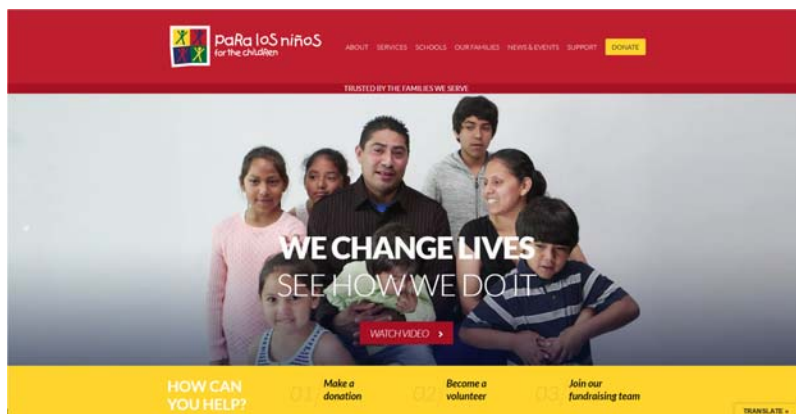 paRa loS niñoS
for the childRen
ABOUT SERVICES SCHOOLS OUR FAMILIES NEWS & EVENTS SUPPORT DONATE
TRUSTED BY THE FAMILIES WE SERVE
WE CHANGE LIVES
SEE HOW WE DO IT
WATCH VIDEO >
HOW CAN
YOU HELP?
01/ Make a
donation
02/ Become a
volunteer
03/ Join our
fundraising team
TRANSLATE »